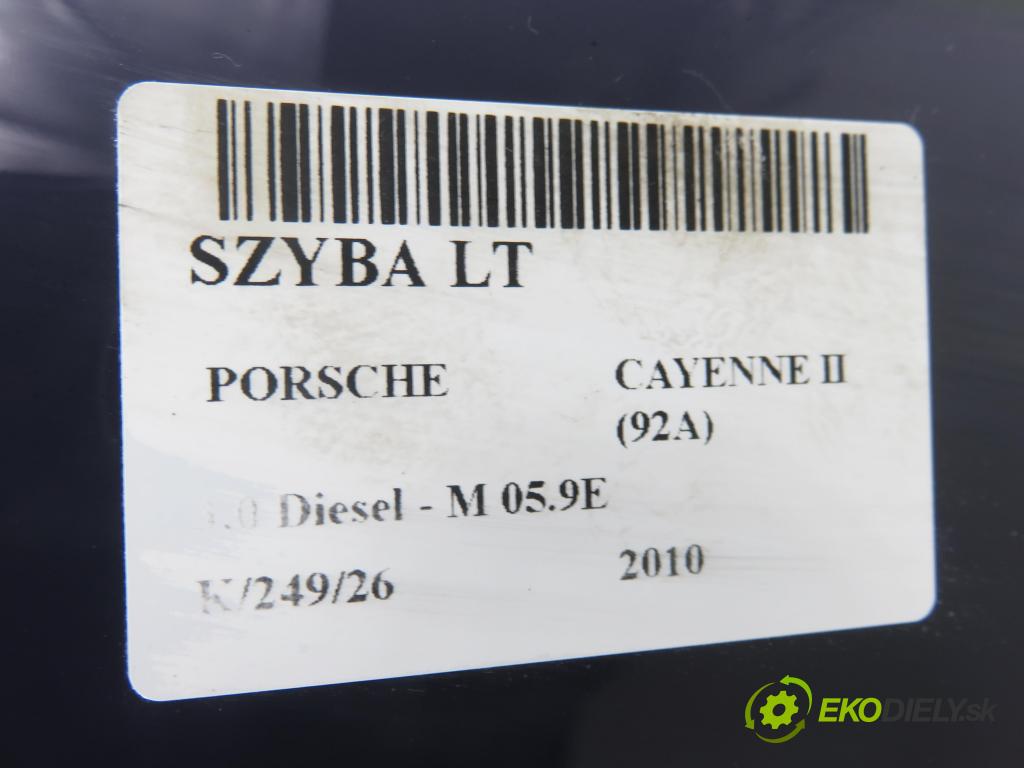 SZYBA LT
PORSCHE CAYENNE II
(92A)
Diesel - M 05.9E
K/249/26 2010
EKODIELY.sk